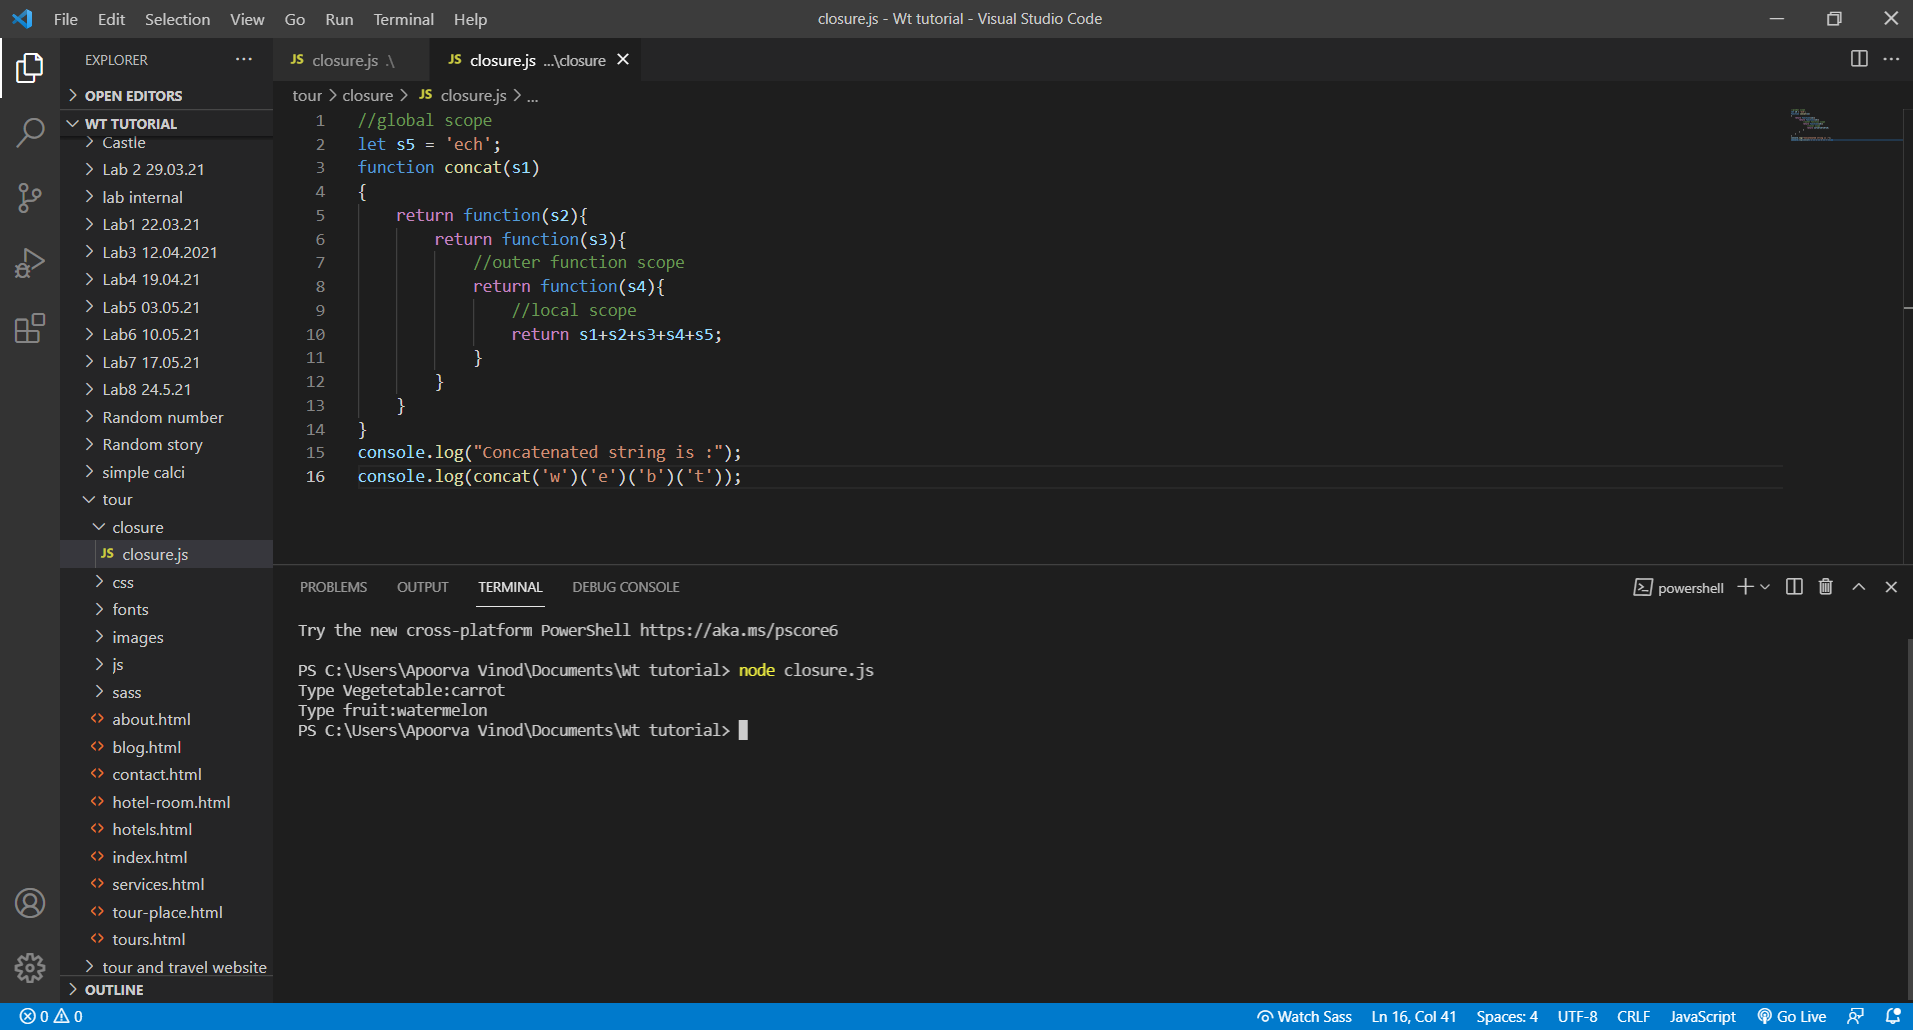 File Edit Selection View Go Run Terminal Help
closure.js - Wt tutorial - Visual Studio Code
EXPLORER
OPEN EDITORS
WT TUTORIAL
Castle
Lab 2 29.03.21
lab internal
Lab1 22.03.21
Lab3 12.04.2021
Lab4 19.04.21
Lab5 03.05.21
Lab6 10.05.21
Lab7 17.05.21
Lab8 24.5.21
Random number
Random story
simple calci
tour
closure
JS closure.js
css
fonts
images
js
sass
about.html
blog.html
contact.html
hotel-room.html
hotels.html
index.html
services.html
tour-place.html
tours.html
tour and travel website
OUTLINE
JS closure.js .\
JS closure.js ...\closure
tour > closure > JS closure.js > ...
1 //global scope
2 let s5 = 'ech';
3 function concat(s1)
4 {
5 return function(s2){
6 return function(s3){
7 //outer function scope
8 return function(s4){
9 //local scope
10 return s1+s2+s3+s4+s5;
11 }
12 }
13 }
14 }
15 console.log("Concatenated string is :");
16 console.log(concat('w')('e')('b')('t'));
PROBLEMS OUTPUT TERMINAL DEBUG CONSOLE
powershell
Try the new cross-platform PowerShell https://aka.ms/pscore6
PS C:\Users\Apoorva Vinod\Documents\Wt tutorial> node closure.js
Type Vegetetable:carrot
Type fruit:watermelon
PS C:\Users\Apoorva Vinod\Documents\Wt tutorial>
0 0
Watch Sass Ln 16, Col 41 Spaces: 4 UTF-8 CRLF JavaScript Go Live